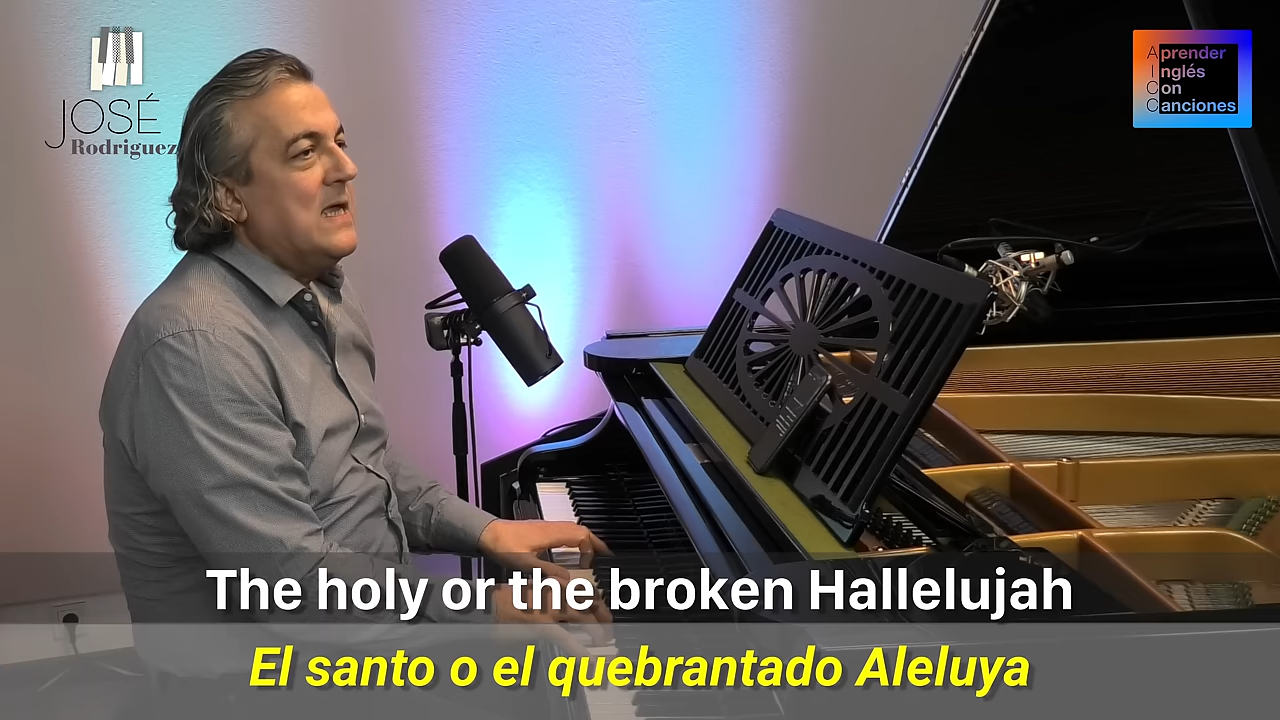 JOSÉ
Rodriguez
Aprender
Inglés
Con
Canciones
The holy or the broken Hallelujah
El santo o el quebrantado Aleluya